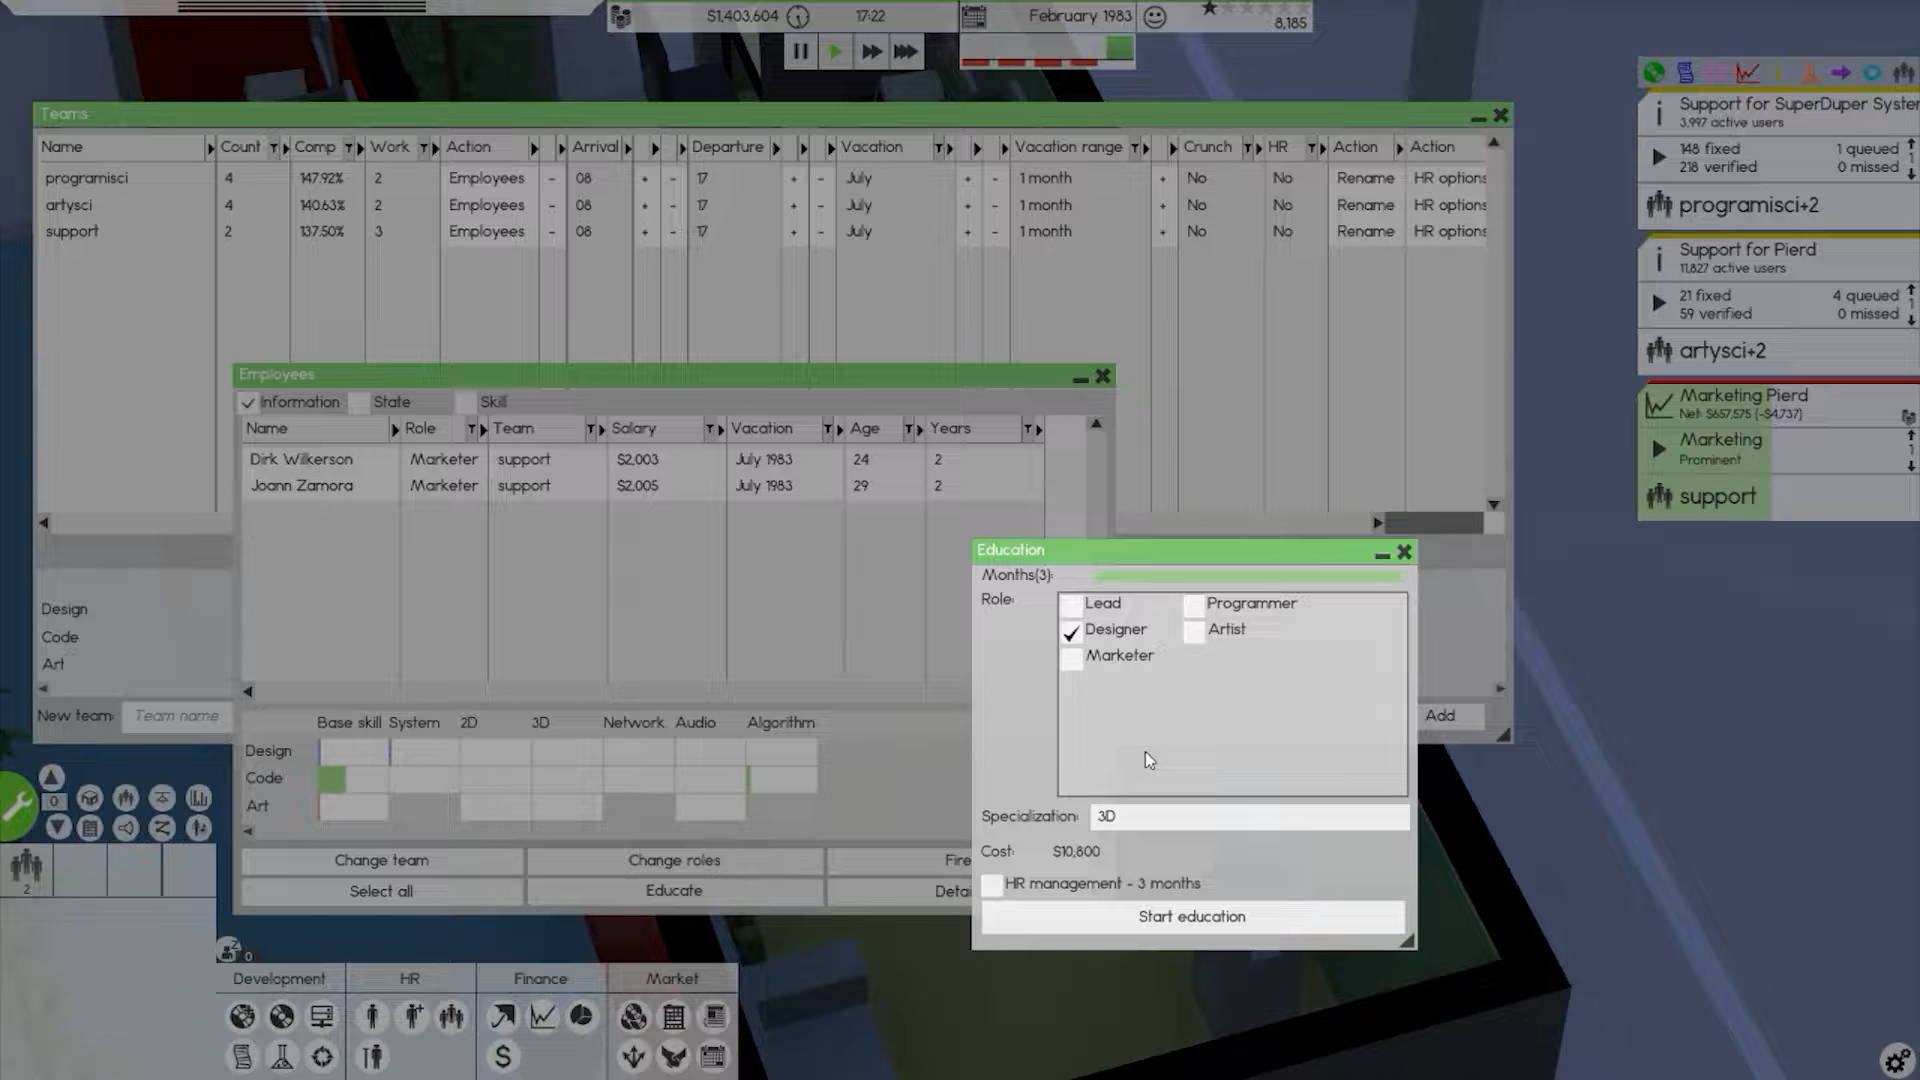 $1,403,604
17:22
February 1983
8,185
Teams
Name Count Comp Work Action Arrival Departure Vacation Vacation range Crunch HR Action Action
programisci 4 147.92% 2 Employees - 08 + - 17 + - July + - 1 month + No No Rename HR options
artysci 4 140.63% 2 Employees - 08 + - 17 + - July + - 1 month + No No Rename HR options
support 2 137.50% 3 Employees - 08 + - 17 + - July + - 1 month + No No Rename HR options
Design
Code
Art
New team: Team name
Add
Employees
Information State Skill
Name Role Team Salary Vacation Age Years
Dirk Wilkerson Marketer support $2,003 July 1983 24 2
Joann Zamora Marketer support $2,005 July 1983 29 2
Base skill System 2D 3D Network Audio Algorithm
Design
Code
Art
Change team Change roles Fire
Select all Educate Detai
Education
Months(3):
Role:
Lead Programmer
Designer Artist
Marketer
Specialization: 3D
Cost: $10,800
HR management - 3 months
Start education
Support for SuperDuper Syster
3,997 active users
148 fixed 1 queued
218 verified 0 missed
1
programisci+2
Support for Pierd
11,827 active users
21 fixed 4 queued
59 verified 0 missed
1
artysci+2
Marketing Pierd
Net: $657,575 (-$4,737)
Marketing
Prominent
1
support
0
2
z
0
Development HR Finance Market